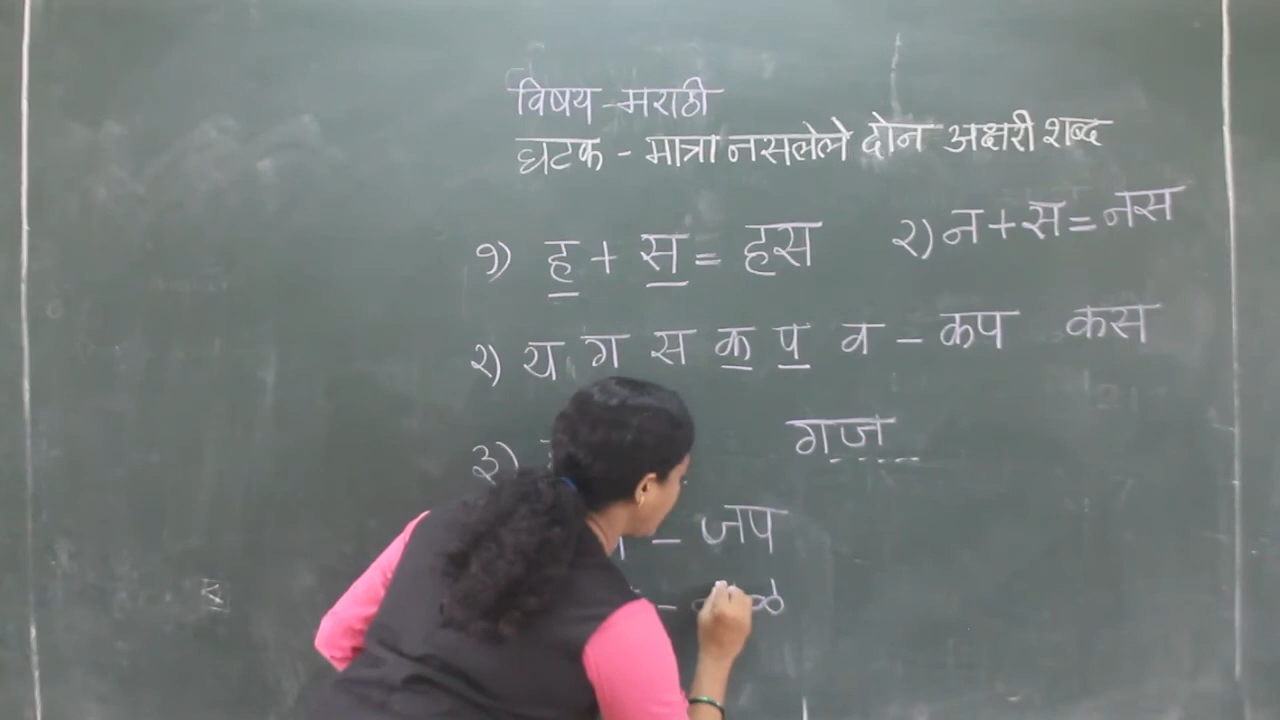 विषय - मराठी
घटक - मात्रा नसलेले दोन अक्षरी शब्द
१) ह + स = हस २) न + स = नस
२) य ग स क प व - कप कस
३) गज
- जप
-